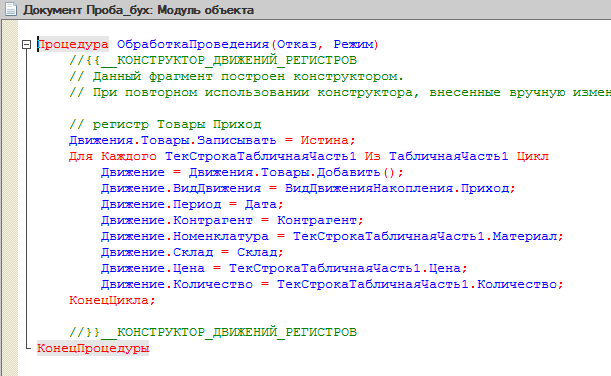 Документ Проба_бух: Модуль объекта
Процедура ОбработкаПроведения(Отказ, Режим)
//{{__КОНСТРУКТОР_ДВИЖЕНИЙ_РЕГИСТРОВ
// Данный фрагмент построен конструктором.
// При повторном использовании конструктора, внесенные вручную измен
// регистр Товары Приход
Движения.Товары.Записывать = Истина;
Для Каждого ТекСтрокаТабличнаяЧасть1 Из ТабличнаяЧасть1 Цикл
Движение = Движения.Товары.Добавить();
Движение.ВидДвижения = ВидДвиженияНакопления.Приход;
Движение.Период = Дата;
Движение.Контрагент = Контрагент;
Движение.Номенклатура = ТекСтрокаТабличнаяЧасть1.Материал;
Движение.Склад = Склад;
Движение.Цена = ТекСтрокаТабличнаяЧасть1.Цена;
Движение.Количество = ТекСтрокаТабличнаяЧасть1.Количество;
КонецЦикла;
//}}__КОНСТРУКТОР_ДВИЖЕНИЙ_РЕГИСТРОВ
КонецПроцедуры